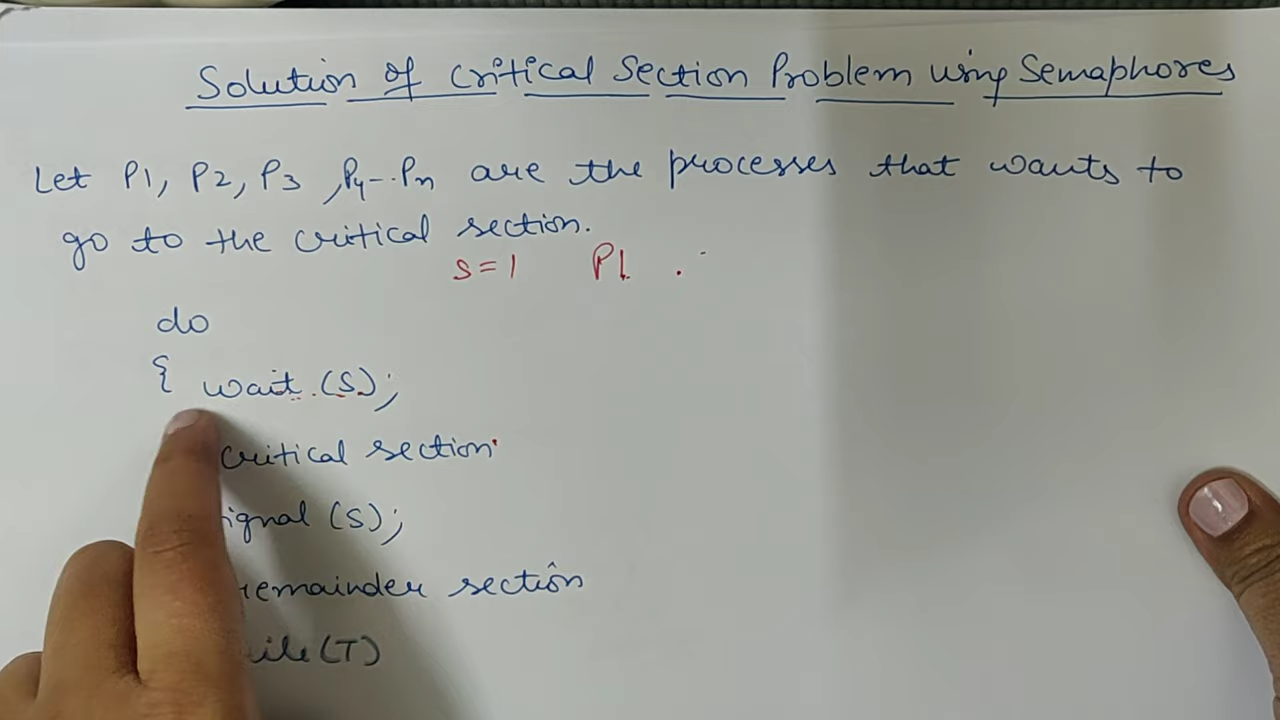 Solution of Critical Section Problem using Semaphores
Let P1, P2, P3, P4-- Pn are the processes that wants to
go to the critical section.
S=1 P1
do
{ wait (S);
critical section
ignal (S);
remainder section
ile (T)